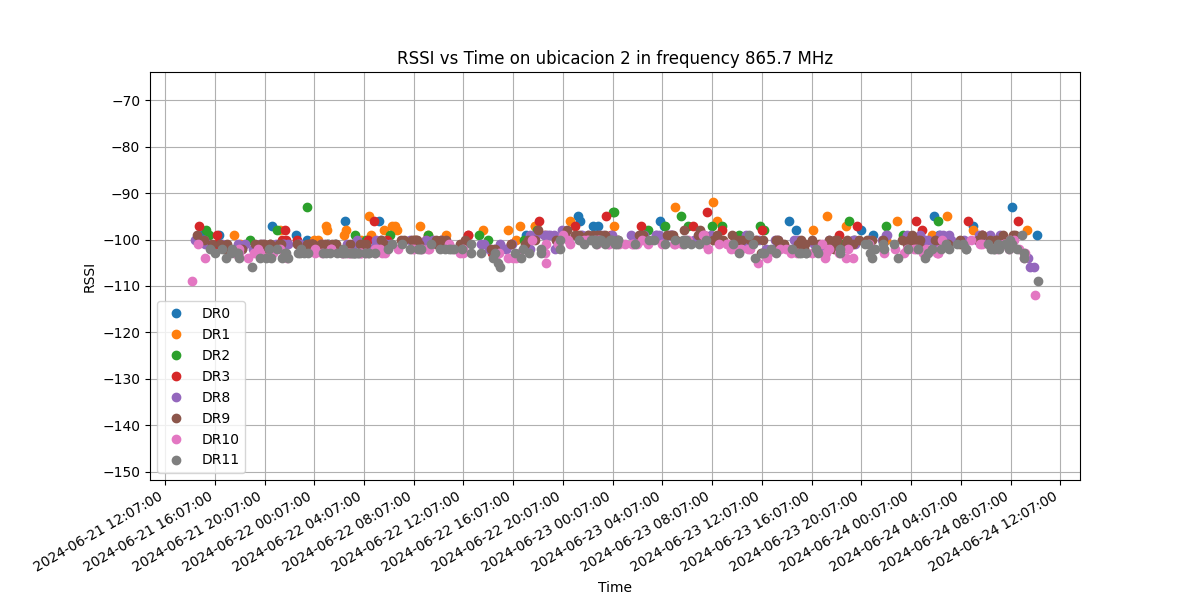 RSSI vs Time on ubicacion 2 in frequency 865.7 MHz
RSSI
−70
−80
−90
−100
−110
−120
−130
−140
−150
DR0
DR1
DR2
DR3
DR8
DR9
DR10
DR11
2024-06-21 12:07:00
2024-06-21 16:07:00
2024-06-21 20:07:00
2024-06-22 00:07:00
2024-06-22 04:07:00
2024-06-22 08:07:00
2024-06-22 12:07:00
2024-06-22 16:07:00
2024-06-22 20:07:00
2024-06-23 00:07:00
2024-06-23 04:07:00
2024-06-23 08:07:00
2024-06-23 12:07:00
2024-06-23 16:07:00
2024-06-23 20:07:00
2024-06-24 00:07:00
2024-06-24 04:07:00
2024-06-24 08:07:00
2024-06-24 12:07:00
Time